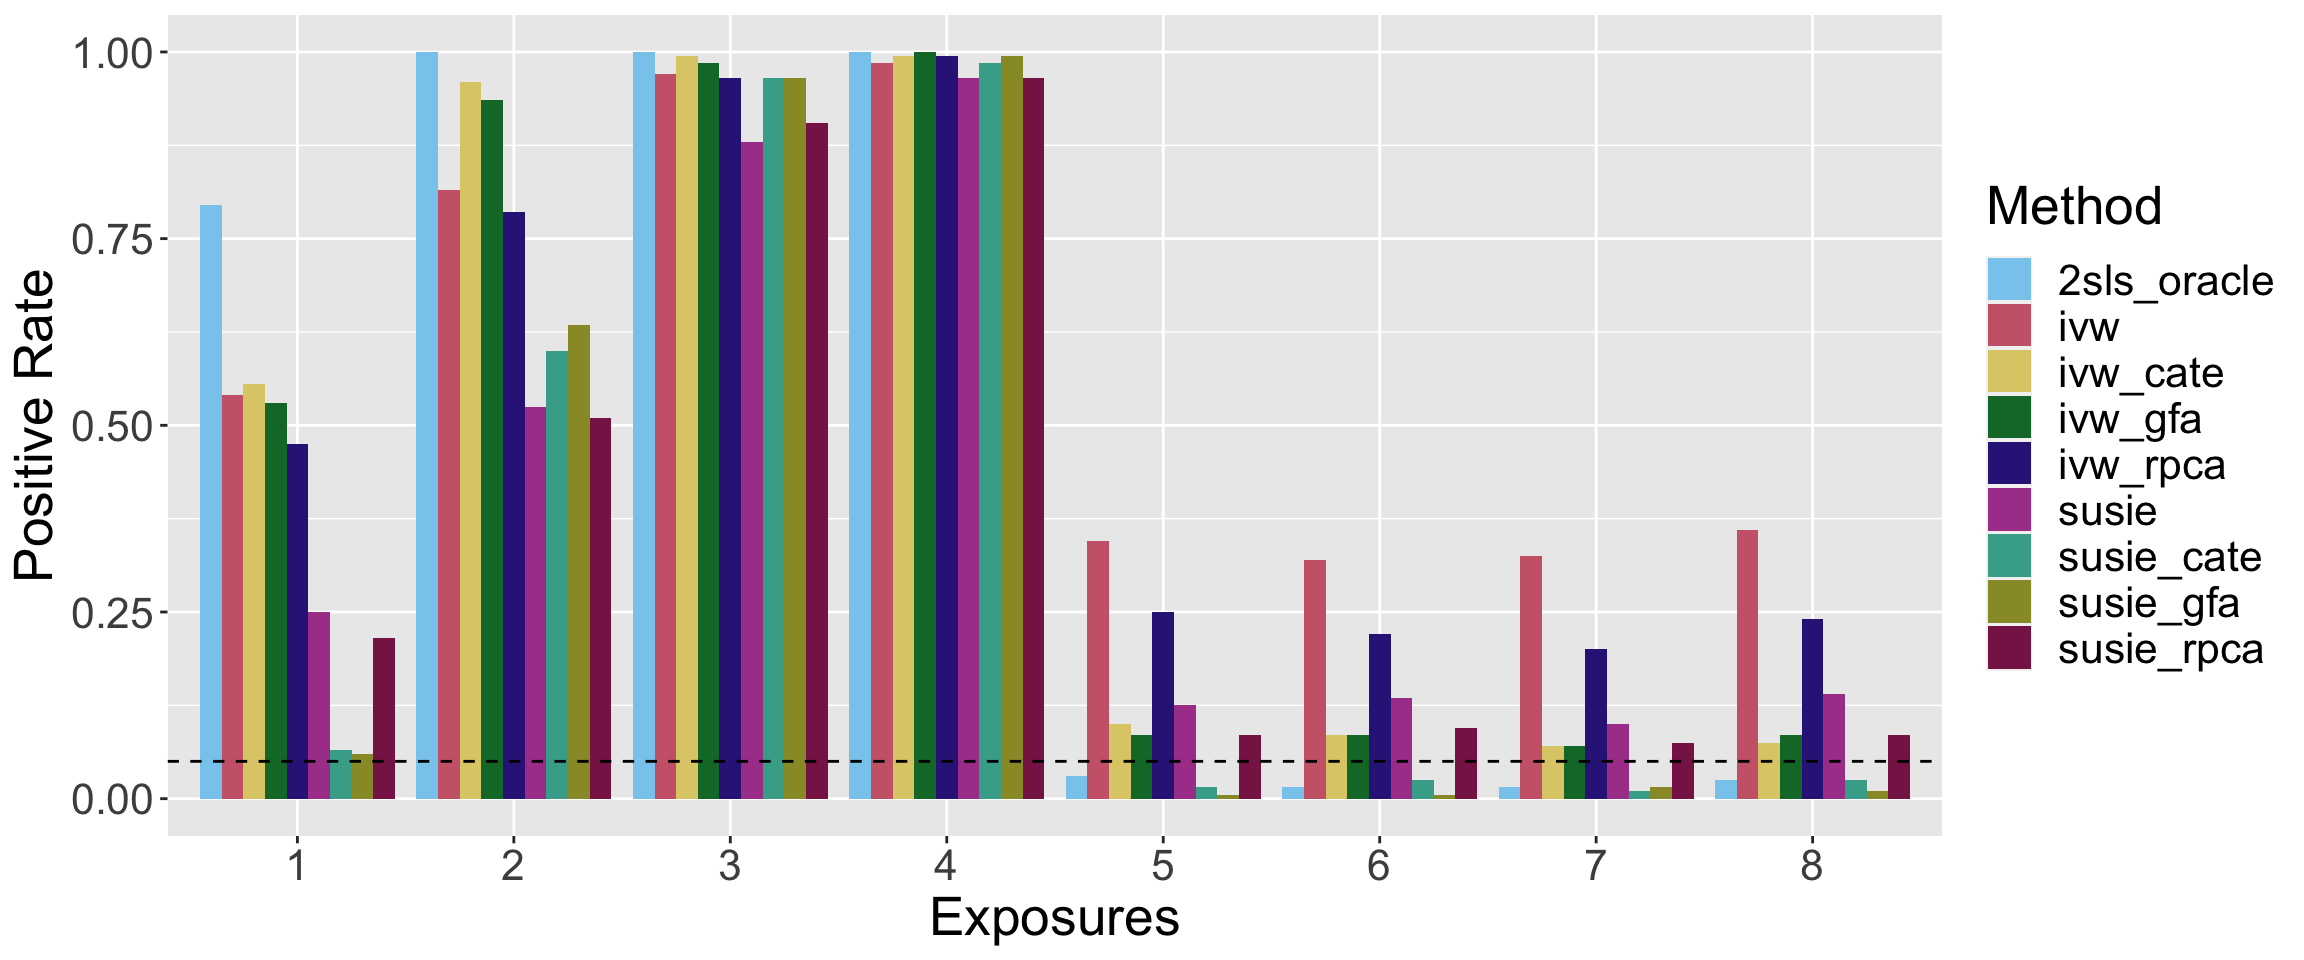 Positive Rate
1.00
0.75
0.50
0.25
0.00
1 2 3 4 5 6 7 8
Exposures
Method
2sls_oracle
ivw
ivw_cate
ivw_gfa
ivw_rpca
susie
susie_cate
susie_gfa
susie_rpca